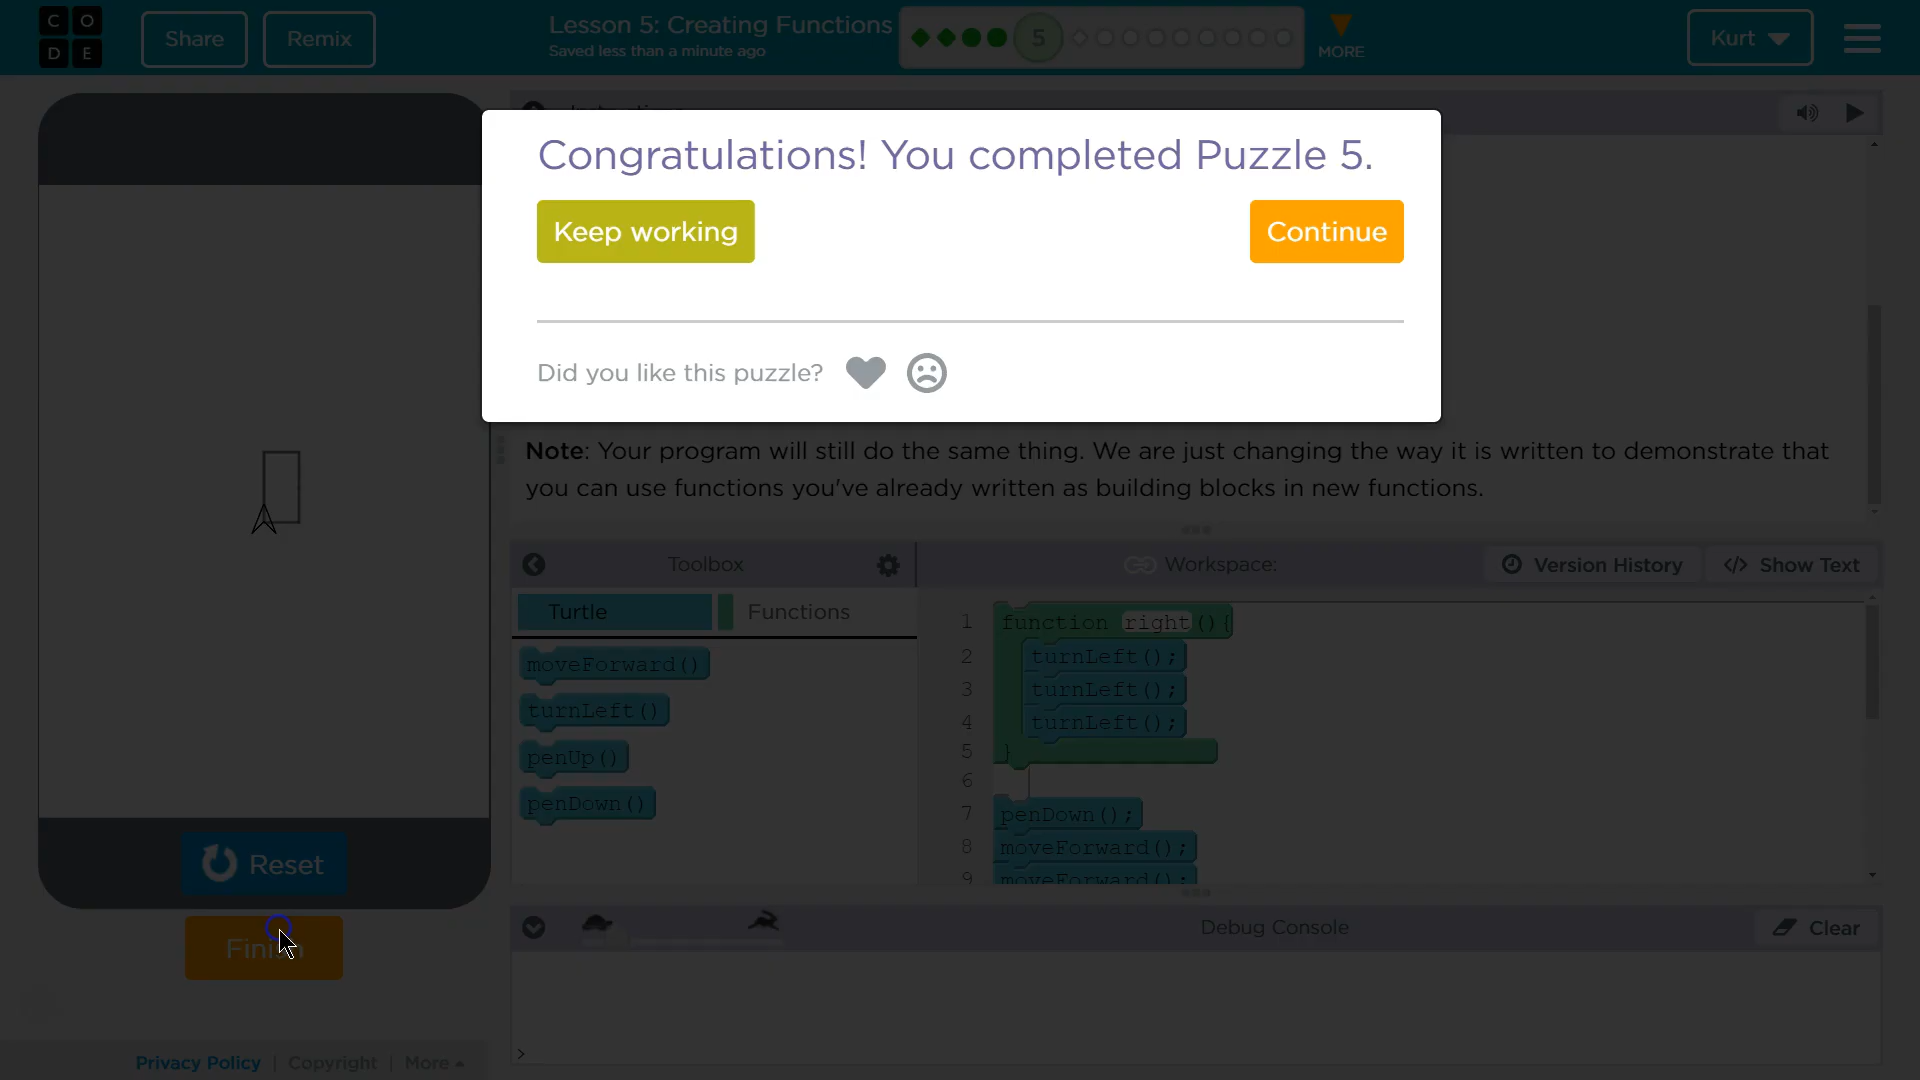 C O
D E
Share
Remix
Lesson 5: Creating Functions
Saved less than a minute ago
5
MORE
Kurt
Congratulations! You completed Puzzle 5.
Keep working
Continue
Did you like this puzzle?
Note: Your program will still do the same thing. We are just changing the way it is written to demonstrate that
you can use functions you've already written as building blocks in new functions.
Toolbox
Workspace:
Version History
</> Show Text
Turtle
Functions
moveForward()
turnLeft()
penUp()
penDown()
1 function right(){
2 turnLeft();
3 turnLeft();
4 turnLeft();
5 }
6
7 penDown();
8 moveForward();
9 moveForward();
Reset
Finish
Debug Console
Clear
>
Privacy Policy | Copyright | More